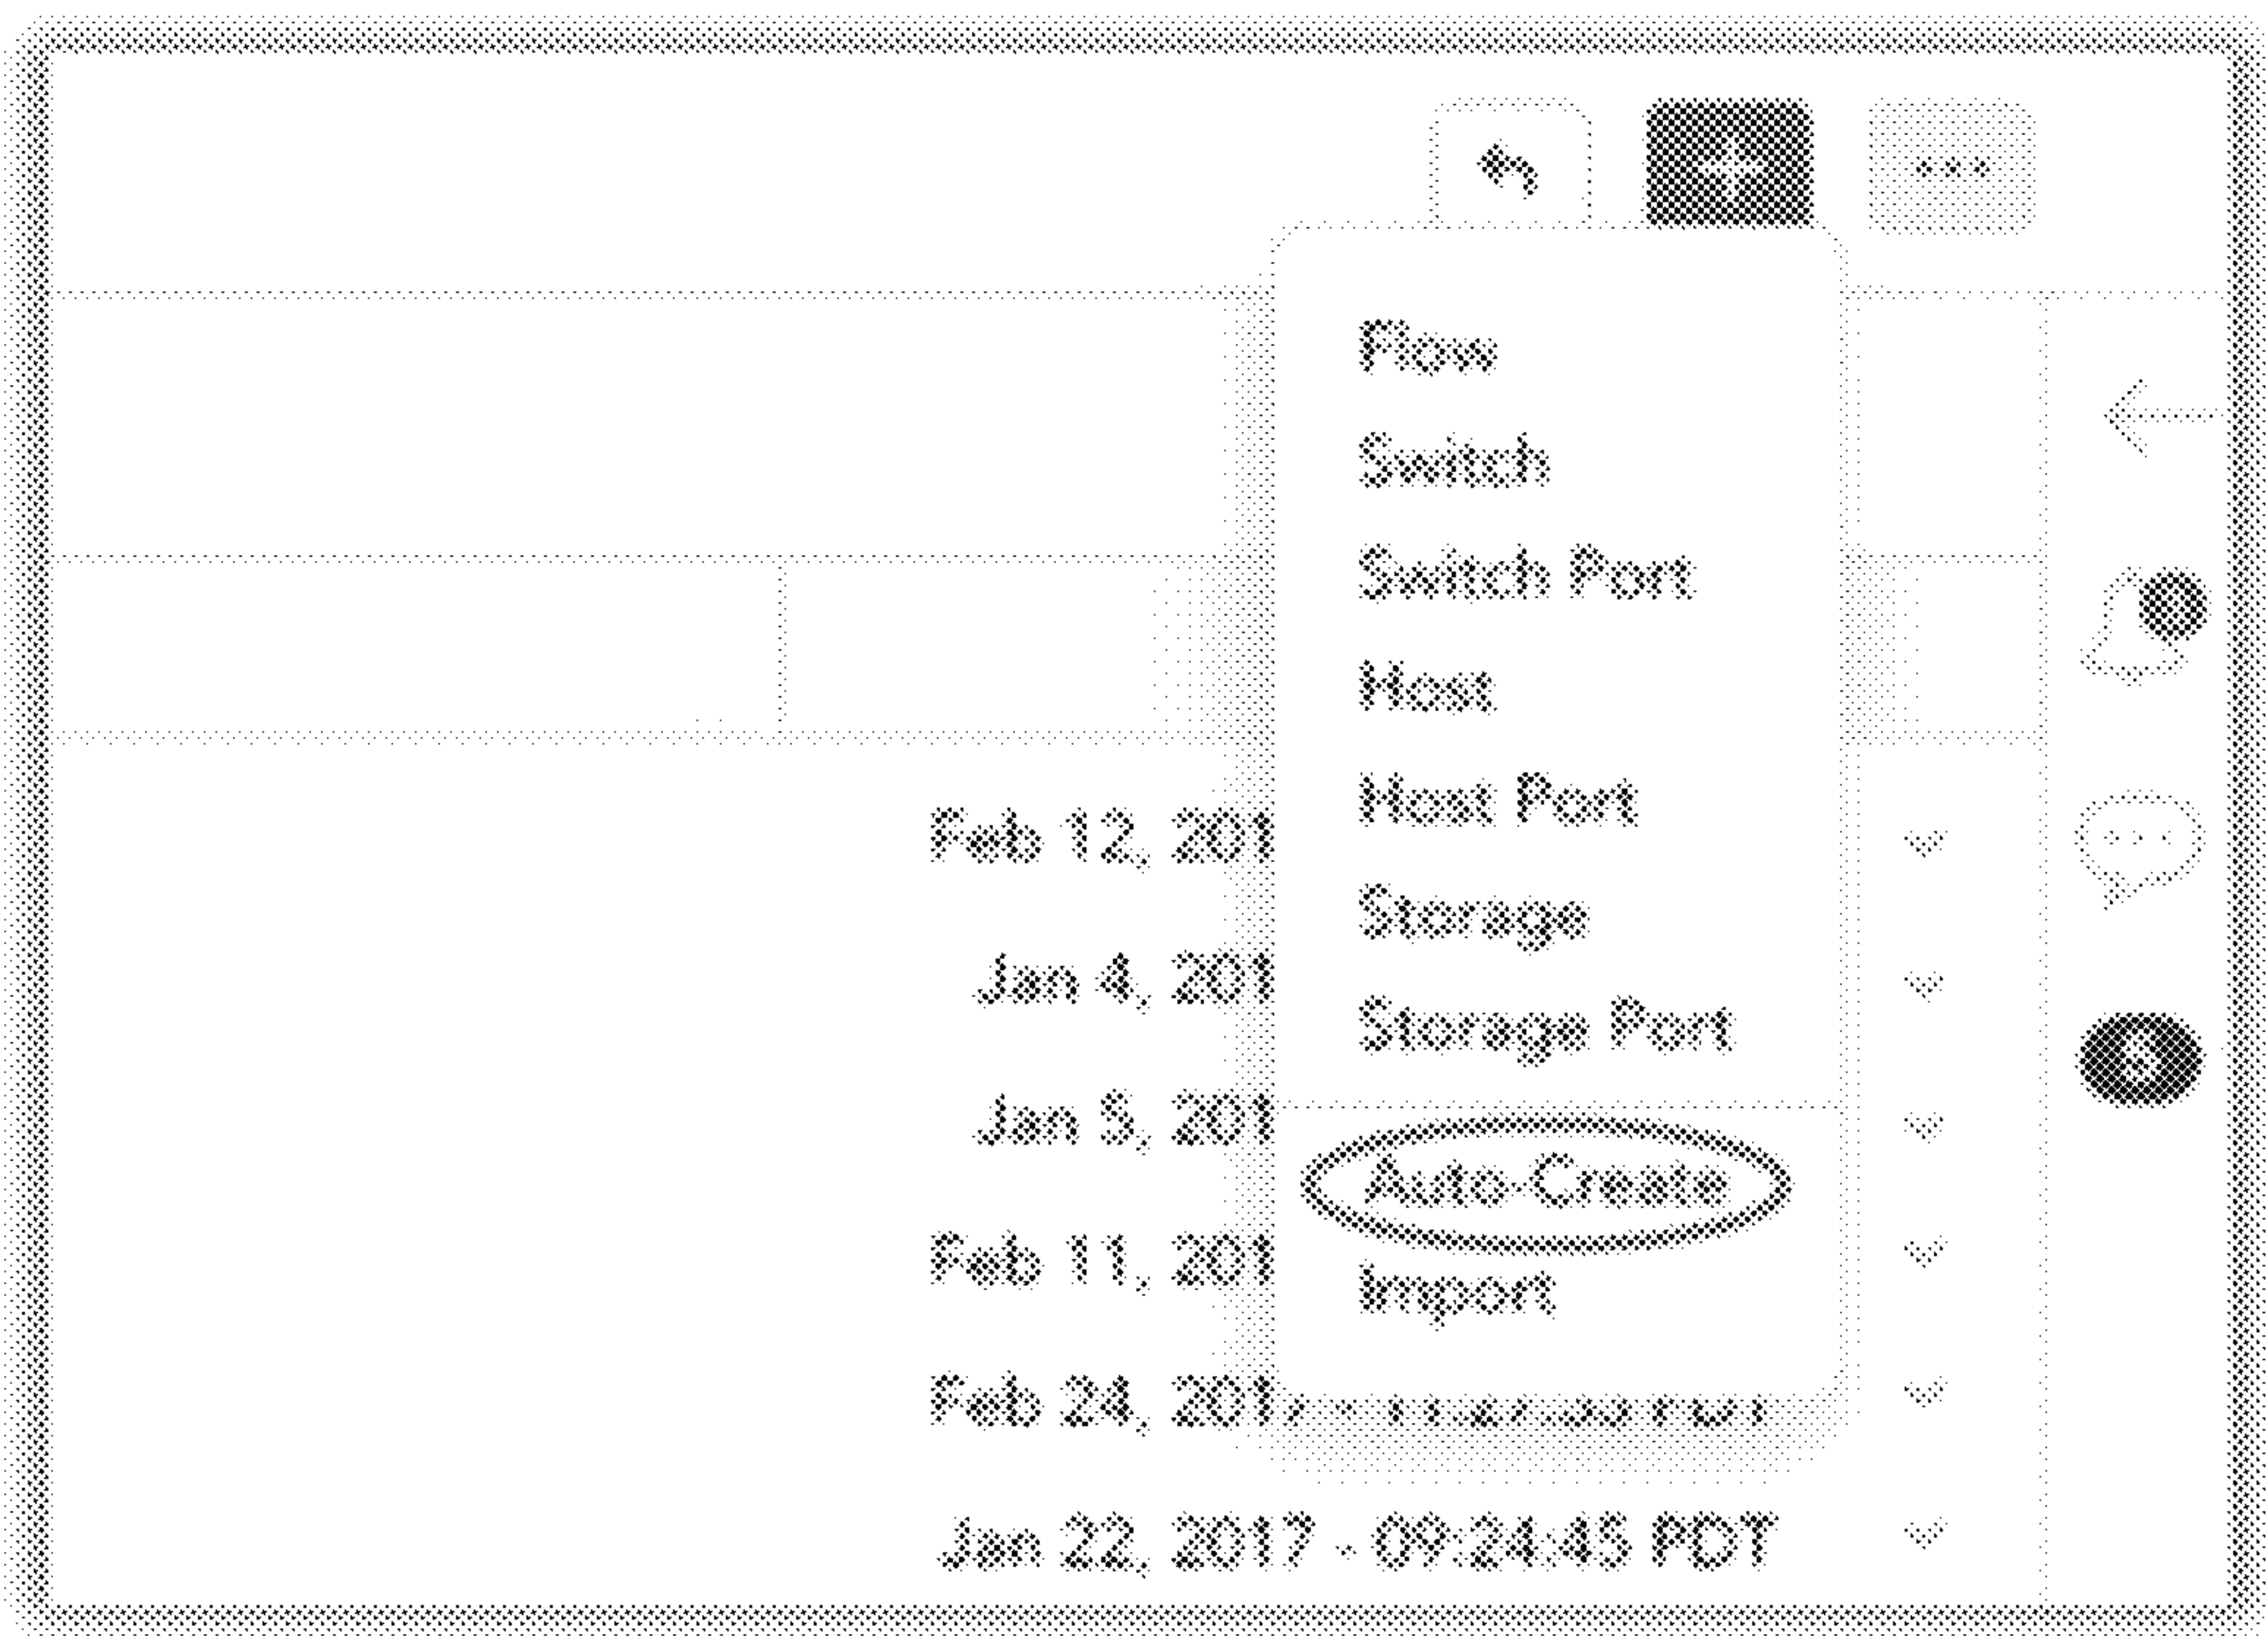 Flow
Switch
Switch Port
Host
Host Port
Feb 12, 201
Storage
Jan 4, 201
Storage Port
Jan 5, 201
Auto-Create
Feb 11, 201
Import
Feb 24, 2017 -
Jan 22, 2017 - 09:24:45 PDT